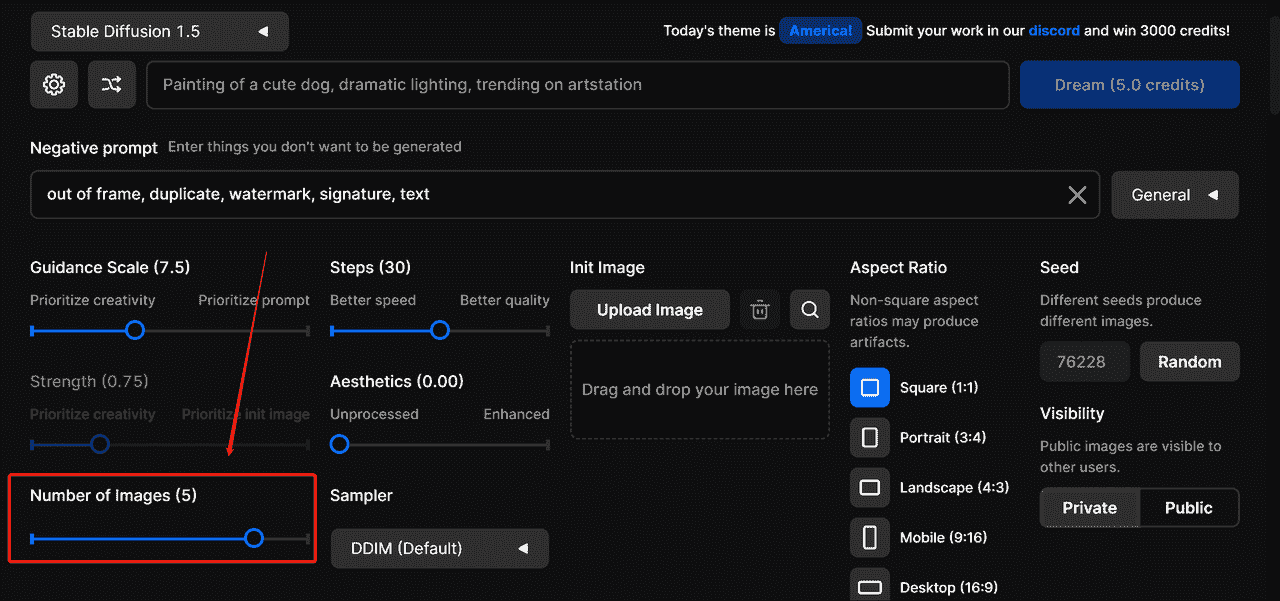 Stable Diffusion 1.5
Today's theme is America! Submit your work in our discord and win 3000 credits!
Painting of a cute dog, dramatic lighting, trending on artstation
Dream (5.0 credits)
Negative prompt Enter things you don't want to be generated
out of frame, duplicate, watermark, signature, text
General
Guidance Scale (7.5)
Prioritize creativity Prioritize prompt
Strength (0.75)
Prioritize creativity Prioritize init image
Number of Images (5)
Steps (30)
Better speed Better quality
Aesthetics (0.00)
Unprocessed Enhanced
Sampler
DDIM (Default)
Init Image
Upload Image
Drag and drop your image here
Aspect Ratio
Non-square aspect
ratios may produce
artifacts.
Square (1:1)
Portrait (3:4)
Landscape (4:3)
Mobile (9:16)
Desktop (16:9)
Seed
Different seeds produce
different images.
76228
Random
Visibility
Public images are visible to
other users.
Private Public